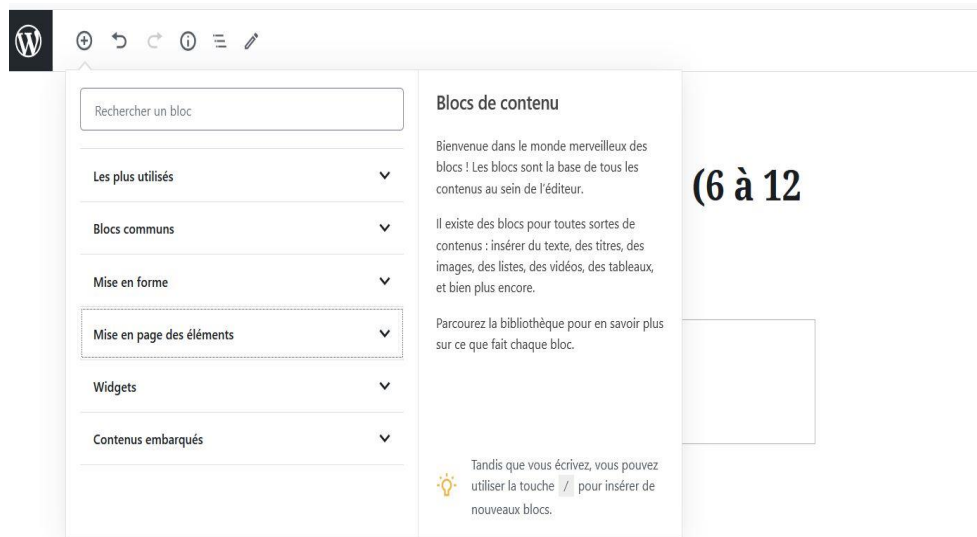 Rechercher un bloc
Les plus utilisés
Blocs communs
Mise en forme
Mise en page des éléments
Widgets
Contenus embarqués
Blocs de contenu
Bienvenue dans le monde merveilleux des
blocs ! Les blocs sont la base de tous les
contenus au sein de l'éditeur.
Il existe des blocs pour toutes sortes de
contenus : insérer du texte, des titres, des
images, des listes, des vidéos, des tableaux,
et bien plus encore.
Parcourez la bibliothèque pour en savoir plus
sur ce que fait chaque bloc.
Tandis que vous écrivez, vous pouvez
utiliser la touche / pour insérer de
nouveaux blocs.
(6 à 12